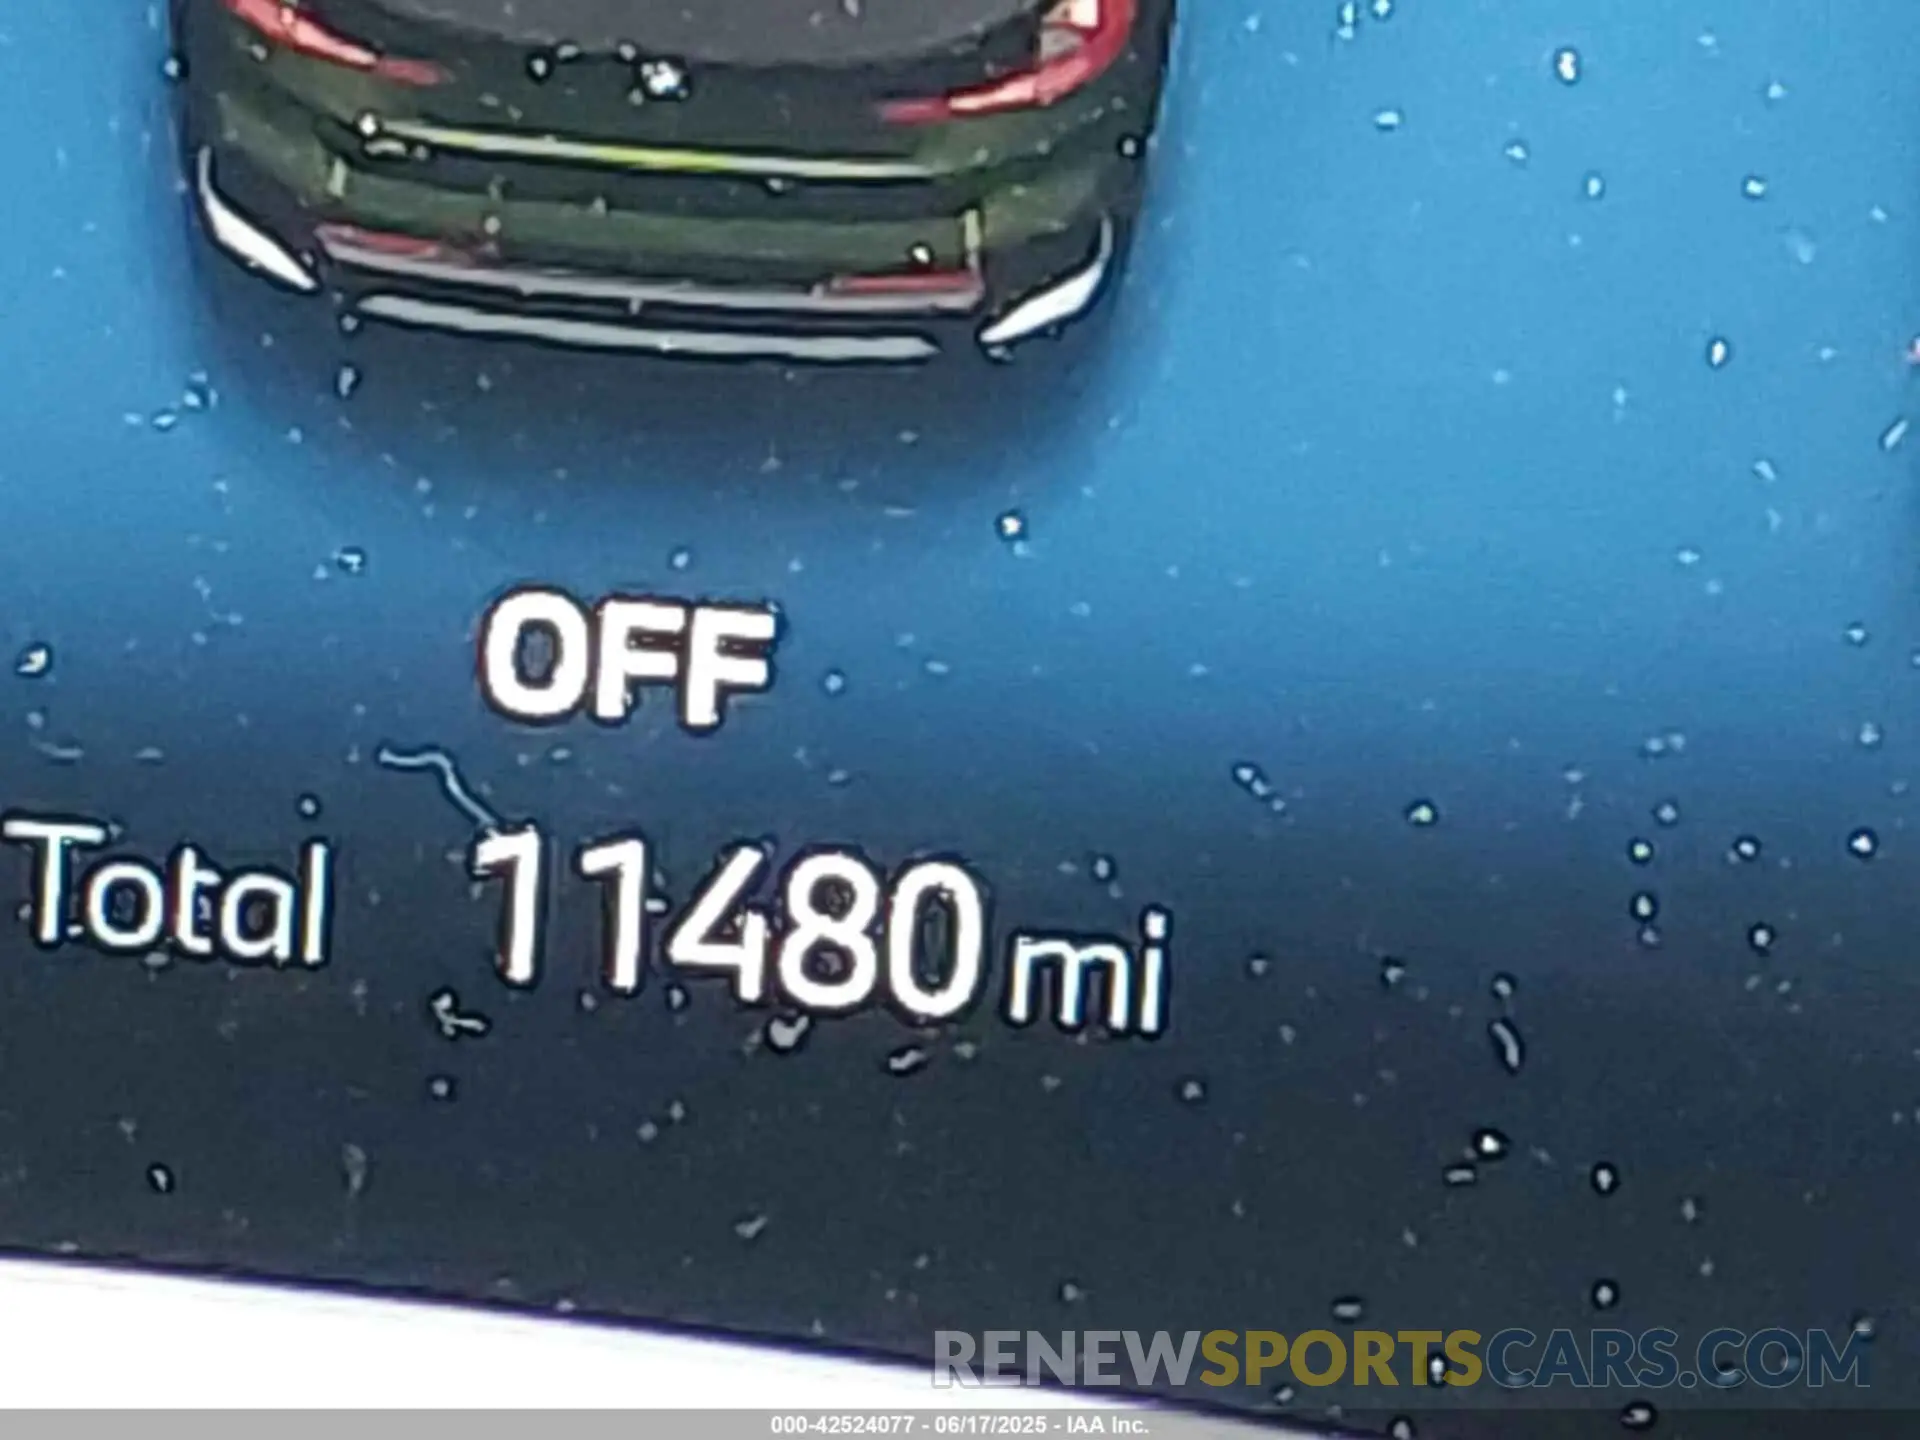 OFF
Total 11480 mi
RENEWSPORTSCARS.COM
000-42524077 - 06/17/2025 - IAA Inc.